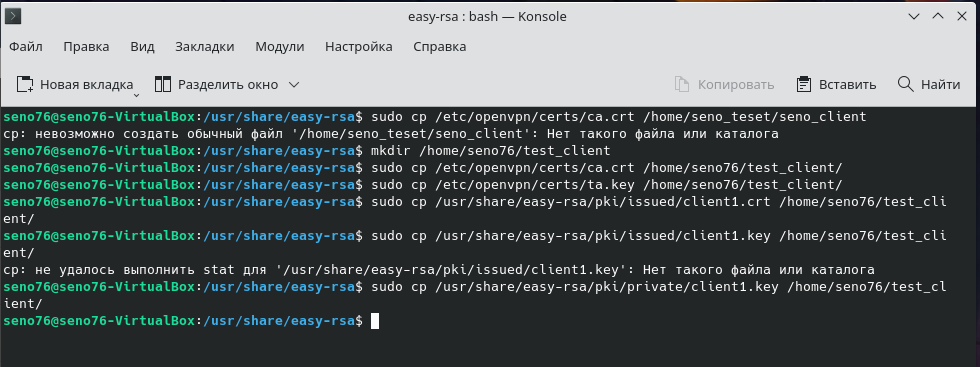 easy-rsa : bash — Konsole
Файл Правка Вид Закладки Модули Настройка Справка
Новая вкладка Разделить окно Копировать Вставить Найти
seno76@seno76-VirtualBox:/usr/share/easy-rsa$ sudo cp /etc/openvpn/certs/ca.crt /home/seno_teset/seno_client
cp: невозможно создать обычный файл '/home/seno_teset/seno_client': Нет такого файла или каталога
seno76@seno76-VirtualBox:/usr/share/easy-rsa$ mkdir /home/seno76/test_client
seno76@seno76-VirtualBox:/usr/share/easy-rsa$ sudo cp /etc/openvpn/certs/ca.crt /home/seno76/test_client/
seno76@seno76-VirtualBox:/usr/share/easy-rsa$ sudo cp /etc/openvpn/certs/ta.key /home/seno76/test_client/
seno76@seno76-VirtualBox:/usr/share/easy-rsa$ sudo cp /usr/share/easy-rsa/pki/issued/client1.crt /home/seno76/test_cli
ent/
seno76@seno76-VirtualBox:/usr/share/easy-rsa$ sudo cp /usr/share/easy-rsa/pki/issued/client1.key /home/seno76/test_cli
ent/
cp: не удалось выполнить stat для '/usr/share/easy-rsa/pki/issued/client1.key': Нет такого файла или каталога
seno76@seno76-VirtualBox:/usr/share/easy-rsa$ sudo cp /usr/share/easy-rsa/pki/private/client1.key /home/seno76/test_cl
ient/
seno76@seno76-VirtualBox:/usr/share/easy-rsa$